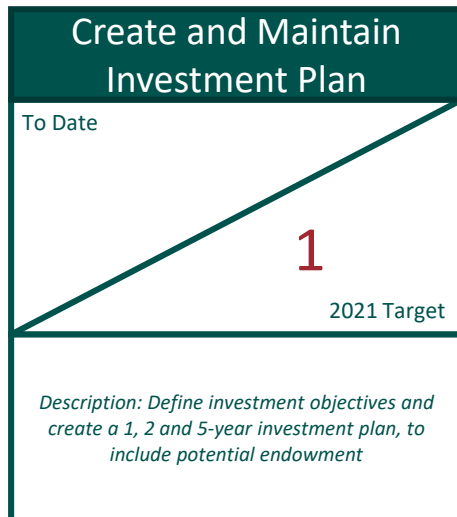 Create and Maintain
Investment Plan
To Date
1
2021 Target
Description: Define investment objectives and
create a 1, 2 and 5-year investment plan, to
include potential endowment